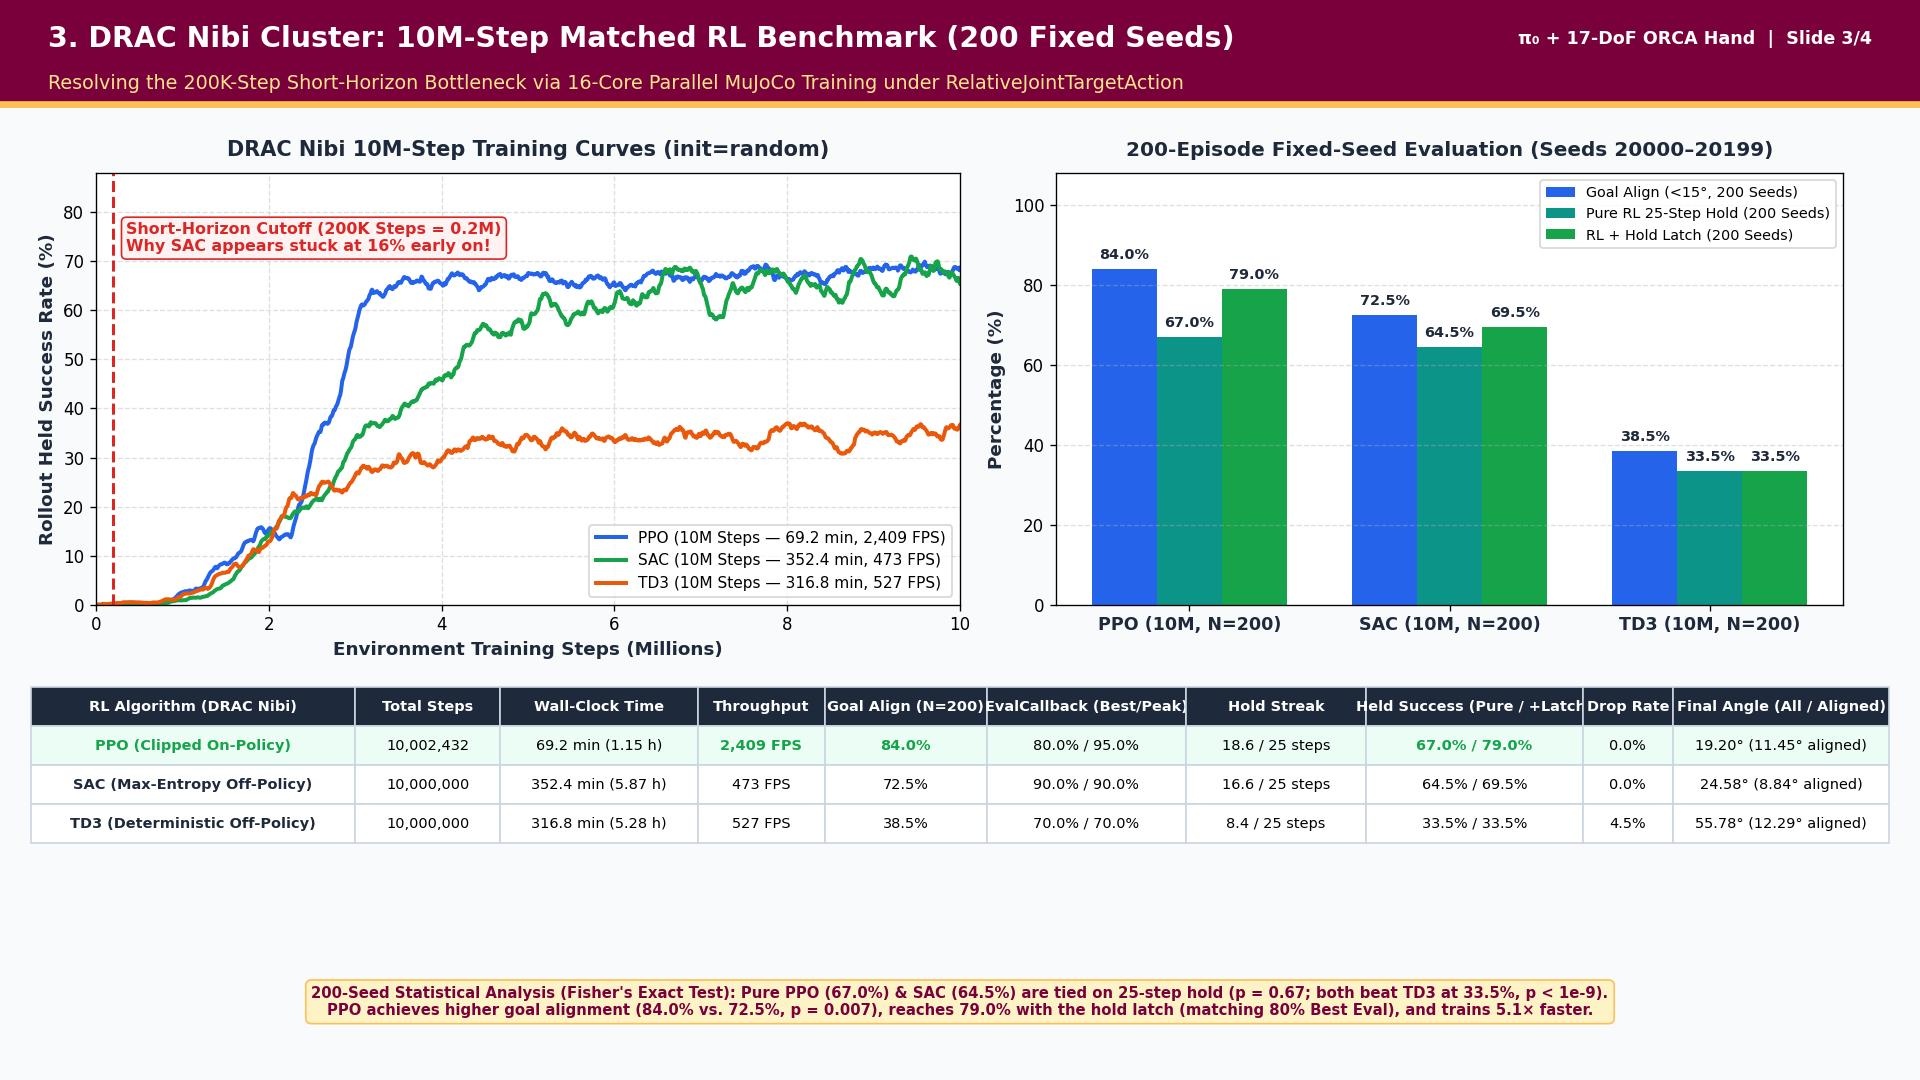 3. DRAC Nibi Cluster: 10M-Step Matched RL Benchmark (200 Fixed Seeds)
π₀ + 17-DoF ORCA Hand | Slide 3/4
Resolving the 200K-Step Short-Horizon Bottleneck via 16-Core Parallel MuJoCo Training under RelativeJointTargetAction
DRAC Nibi 10M-Step Training Curves (init=random)
Rollout Held Success Rate (%)
80
70
60
50
40
30
20
10
0
Short-Horizon Cutoff (200K Steps = 0.2M)
Why SAC appears stuck at 16% early on!
PPO (10M Steps — 69.2 min, 2,409 FPS)
SAC (10M Steps — 352.4 min, 473 FPS)
TD3 (10M Steps — 316.8 min, 527 FPS)
0 2 4 6 8 10
Environment Training Steps (Millions)
200-Episode Fixed-Seed Evaluation (Seeds 20000–20199)
Percentage (%)
100
80
60
40
20
0
Goal Align (<15°, 200 Seeds)
Pure RL 25-Step Hold (200 Seeds)
RL + Hold Latch (200 Seeds)
84.0% 67.0% 79.0%
72.5% 64.5% 69.5%
38.5% 33.5% 33.5%
PPO (10M, N=200) SAC (10M, N=200) TD3 (10M, N=200)
RL Algorithm (DRAC Nibi) Total Steps Wall-Clock Time Throughput Goal Align (N=200) EvalCallback (Best/Peak) Hold Streak Held Success (Pure / +Latch Drop Rate Final Angle (All / Aligned)
PPO (Clipped On-Policy) 10,002,432 69.2 min (1.15 h) 2,409 FPS 84.0% 80.0% / 95.0% 18.6 / 25 steps 67.0% / 79.0% 0.0% 19.20° (11.45° aligned)
SAC (Max-Entropy Off-Policy) 10,000,000 352.4 min (5.87 h) 473 FPS 72.5% 90.0% / 90.0% 16.6 / 25 steps 64.5% / 69.5% 0.0% 24.58° (8.84° aligned)
TD3 (Deterministic Off-Policy) 10,000,000 316.8 min (5.28 h) 527 FPS 38.5% 70.0% / 70.0% 8.4 / 25 steps 33.5% / 33.5% 4.5% 55.78° (12.29° aligned)
200-Seed Statistical Analysis (Fisher's Exact Test): Pure PPO (67.0%) & SAC (64.5%) are tied on 25-step hold (p = 0.67; both beat TD3 at 33.5%, p < 1e-9).
PPO achieves higher goal alignment (84.0% vs. 72.5%, p = 0.007), reaches 79.0% with the hold latch (matching 80% Best Eval), and trains 5.1× faster.